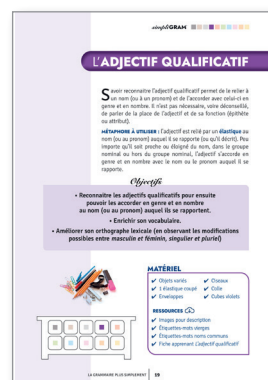 simpliGRAM
L'ADJECTIF QUALIFICATIF
Savoir reconnaitre l'adjectif qualificatif permet de le relier à
un nom (ou à un pronom) et de l'accorder avec celui-ci en
genre et en nombre. Il n'est pas nécessaire, voire déconseillé,
de parler de la place de l'adjectif et de sa fonction (épithète
ou attribut).
MÉTAPHORE À UTILISER : l'adjectif est relié par un élastique au
nom (ou au pronom) auquel il se rapporte (ou qu'il décrit). Peu
importe qu'il soit proche ou éloigné du nom, dans le groupe
nominal ou hors du groupe nominal, l'adjectif s'accorde en
genre et en nombre avec le nom ou le pronom auquel il se
rapporte.
Objectifs
• Reconnaitre les adjectifs qualificatifs pour ensuite
pouvoir les accorder en genre et en nombre
au nom (ou au pronom) auquel ils se rapportent.
• Enrichir son vocabulaire.
• Améliorer son orthographe lexicale (en observant les modifications
possibles entre masculin et féminin, singulier et pluriel)
MATÉRIEL
✔ Objets variés
✔ 1 élastique coupé
✔ Enveloppes
✔ Ciseaux
✔ Colle
✔ Cubes violets
RESSOURCES
✔ Images pour description
✔ Étiquettes-mots vierges
✔ Étiquettes-mots noms communs
✔ Fiche apprenant L'adjectif qualificatif
LA GRAMMAIRE PLUS SIMPLEMENT | 59